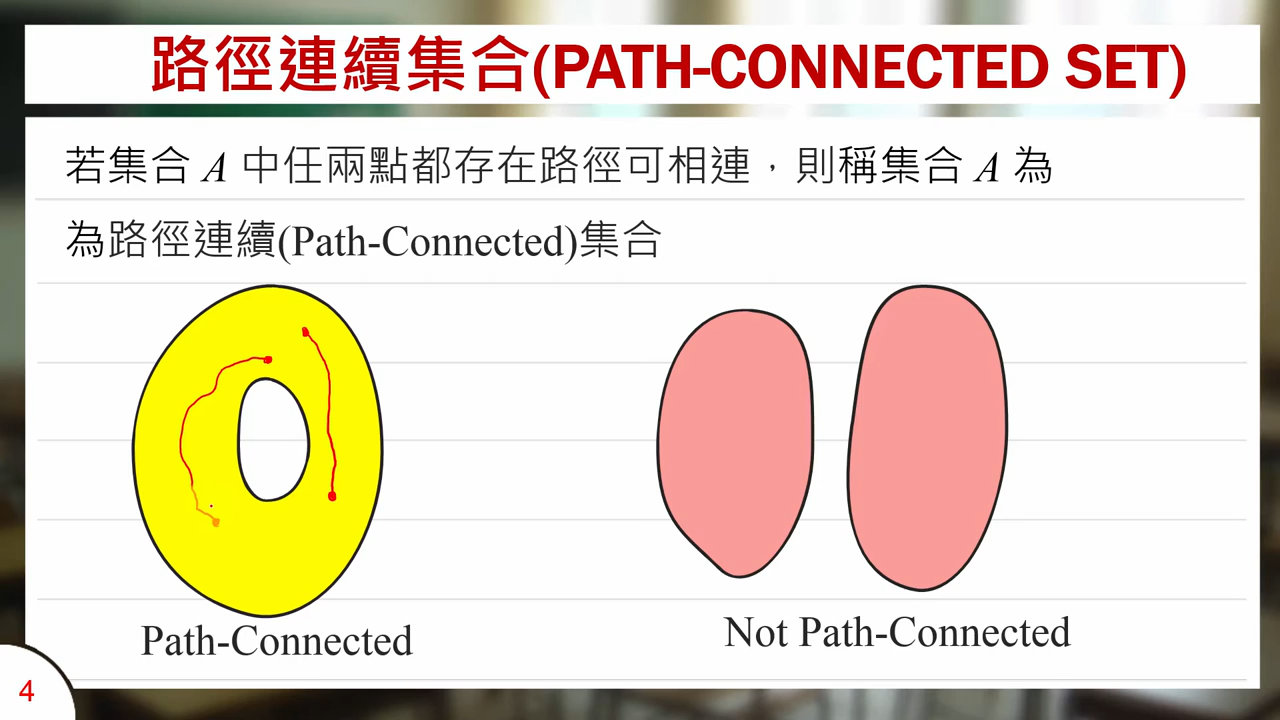 路徑連續集合(PATH-CONNECTED SET)
若集合 A 中任兩點都存在路徑可相連，則稱集合 A 為
為路徑連續(Path-Connected)集合
Path-Connected
Not Path-Connected
4